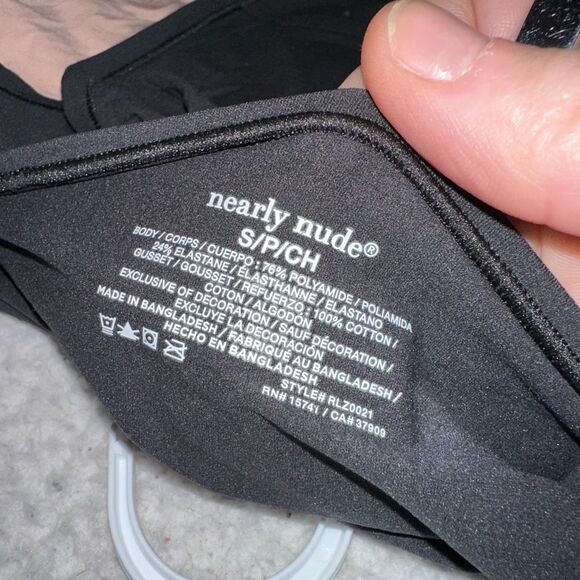 nearly nude®
S/P/CH
BODY / CORPS / CUERPO : 76% POLYAMIDE / POLIAMIDA
24% ELASTANE / ELASTHANNE / ELASTANO
GUSSET / GOUSSET / REFUERZO : 100% COTTON /
COTON / ALGODÓN
EXCLUSIVE OF DECORATION / SAUF DÉCORATION /
EXCLUYE LA DECORACIÓN
MADE IN BANGLADESH / FABRIQUÉ AU BANGLADESH /
HECHO EN BANGLADESH
STYLE# RLZ0021
RN# 15741 / CA# 37909